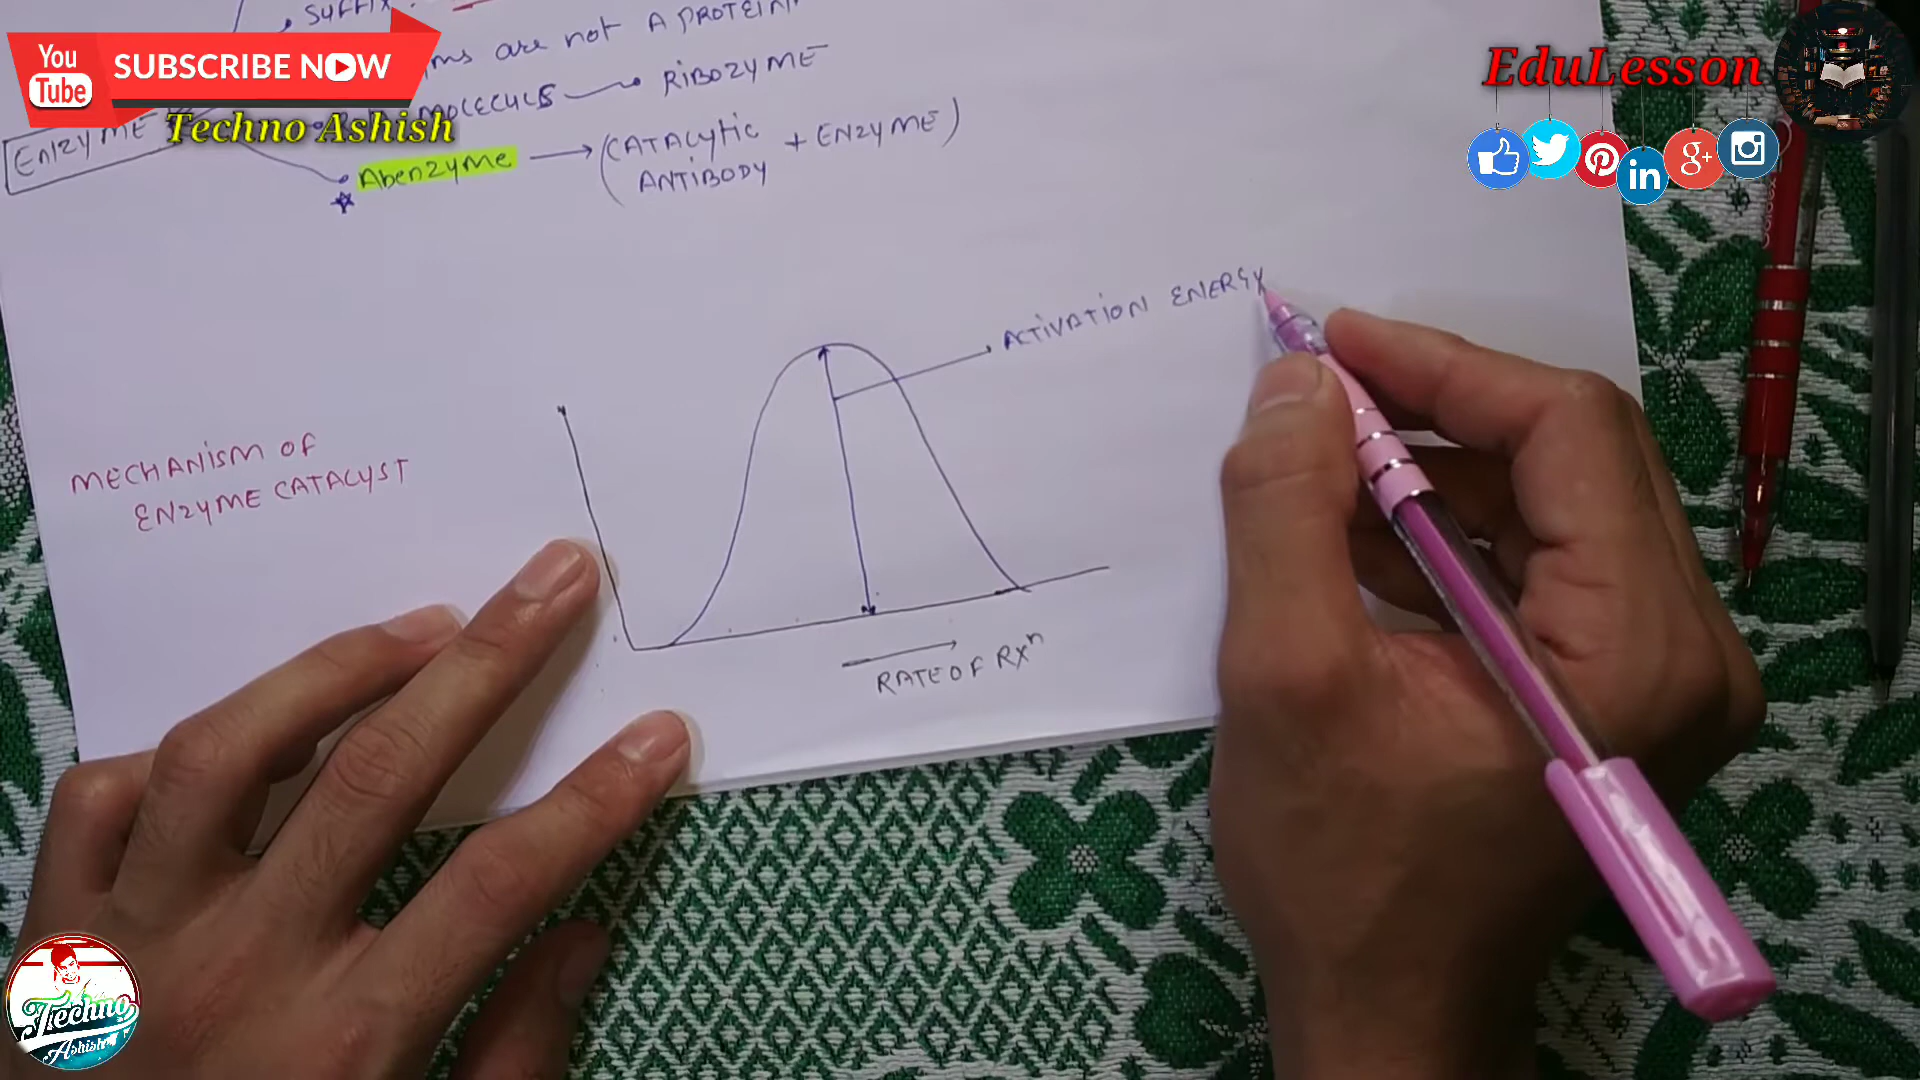 SUFFIX
are not A PROTEIN
MOLECULE RIBOZYME
ENZYME
Abenzyme (CATALYTIC + ENZYME)
ANTIBODY
ACTIVATION ENERGY
MECHANISM OF
ENZYME CATALYST
RATE OF RXn
You
Tube
SUBSCRIBE NOW
Techno Ashish
EduLesson
in
g+
Techno
Ashish